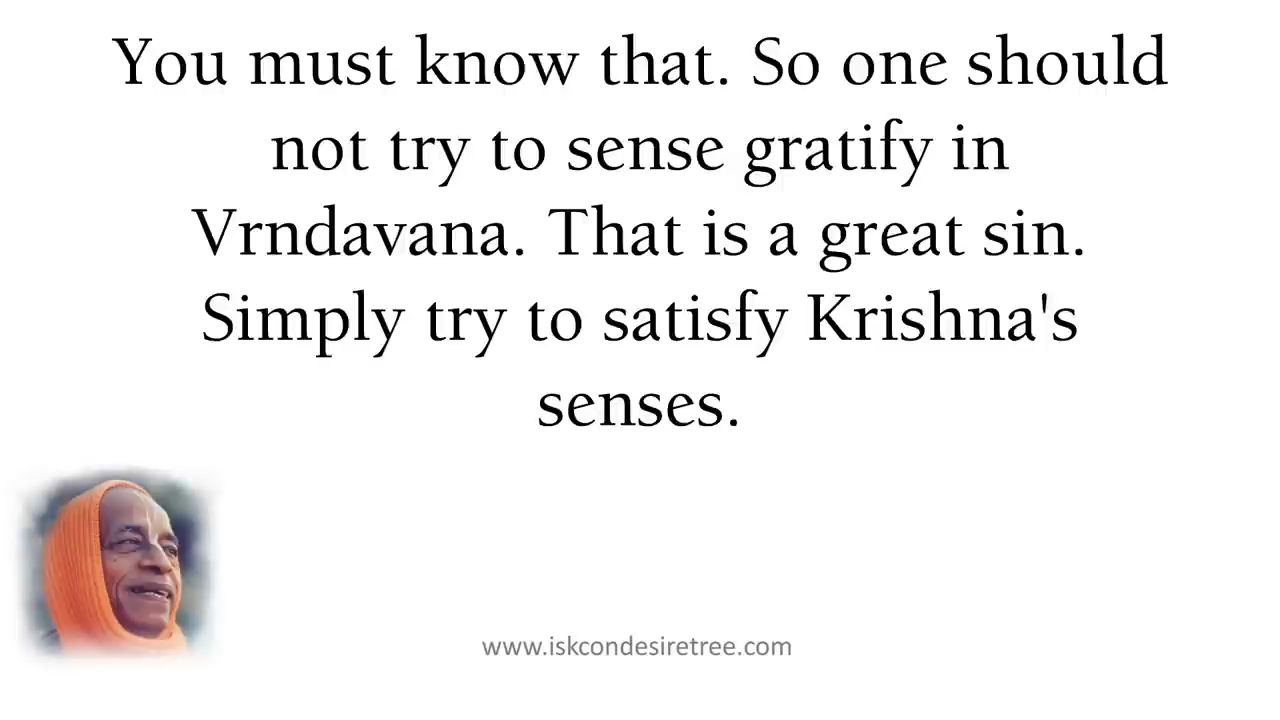 You must know that. So one should
not try to sense gratify in
Vrndavana. That is a great sin.
Simply try to satisfy Krishna's
senses.
www.iskcondesiretree.com